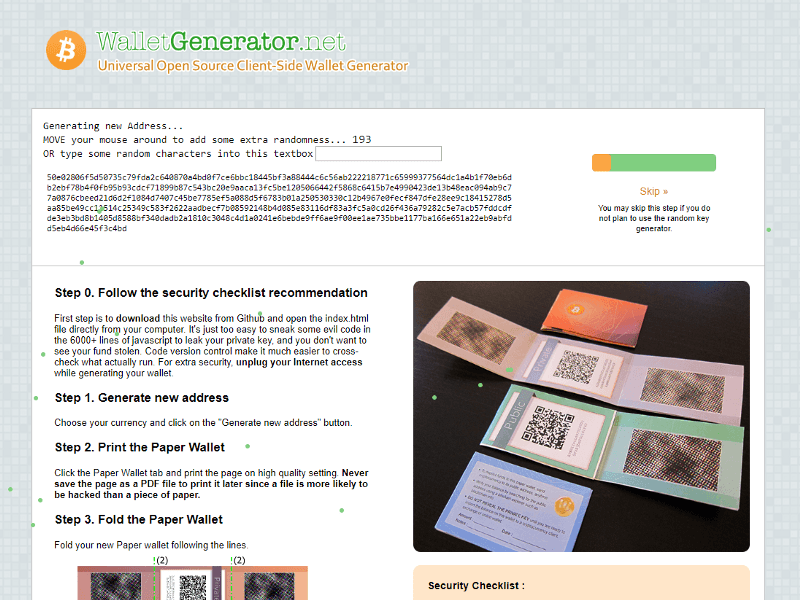 WalletGenerator.net
Universal Open Source Client-Side Wallet Generator
Generating new Address...
MOVE your mouse around to add some extra randomness... 193
OR type some random characters into this textbox
50e02806f5d50735c79fda2c640870a4bd0f7ce6bbc18445bf3a88444c6c56ab222218771c65999377564dc1a4b1f70eb6d
b2ebf78b4f0fb95b93cdcf71899b87c543bc20e9aaca13fc5be1205066442f5868c6415b7e4990423de13b48eac094ab9c7
7a0876cbeed21d6d2f1084d7407c45be7785ef5a088d5f6783b01a250530330c12b4967e0fecf847dfe28ee9c18415278d5
aa85be49cc13514c25349c583f2622aadbecf7b08592148b4d085e83116df83a3fc5a0cd26f436a79282c5e7acb57fddcdf
de3eb3bd8b1405d8588bf340dadb2a1810c3048c4d1a0241e6bebde9ff6ae9f00ee1ae735bbe1177ba166e651a22eb9abfd
d5eb4d66e45f3c4bd
Skip »
You may skip this step if you do
not plan to use the random key
generator.
Step 0. Follow the security checklist recommendation
First step is to download this website from Github and open the index.html
file directly from your computer. It's just too easy to sneak some evil code in
the 6000+ lines of javascript to leak your private key, and you don't want to
see your fund stolen. Code version control make it much easier to cross-
check what actually run. For extra security, unplug your Internet access
while generating your wallet.
Step 1. Generate new address
Choose your currency and click on the "Generate new address" button.
Step 2. Print the Paper Wallet
Click the Paper Wallet tab and print the page on high quality setting. Never
save the page as a PDF file to print it later since a file is more likely to
be hacked than a piece of paper.
Step 3. Fold the Paper Wallet
Fold your new Paper wallet following the lines.
(2) (2)
Private
Public
Security Checklist :